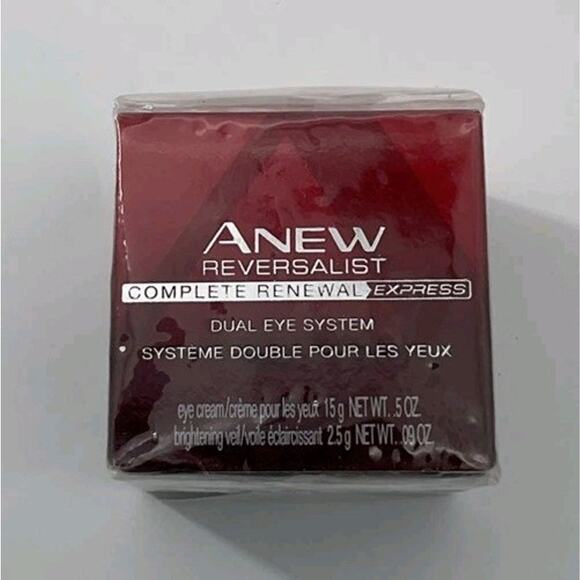 ANEW
REVERSALIST
COMPLETE RENEWAL EXPRESS
DUAL EYE SYSTEM
SYSTÈME DOUBLE POUR LES YEUX
eye cream/crème pour les yeux 15 g NET WT. .5 OZ.
brightening veil/voile éclaircissant 2.5 g NET WT. .09 OZ.